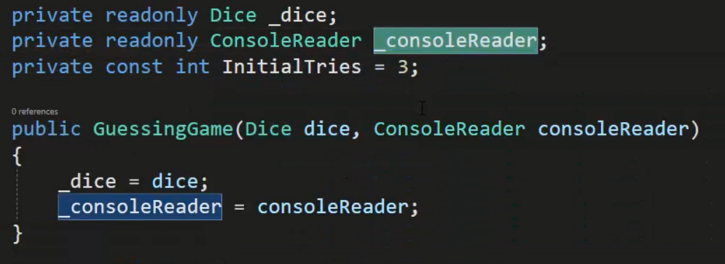 private readonly Dice _dice;
private readonly ConsoleReader _consoleReader;
private const int InitialTries = 3;
0 references
public GuessingGame(Dice dice, ConsoleReader consoleReader)
{
_dice = dice;
_consoleReader = consoleReader;
}